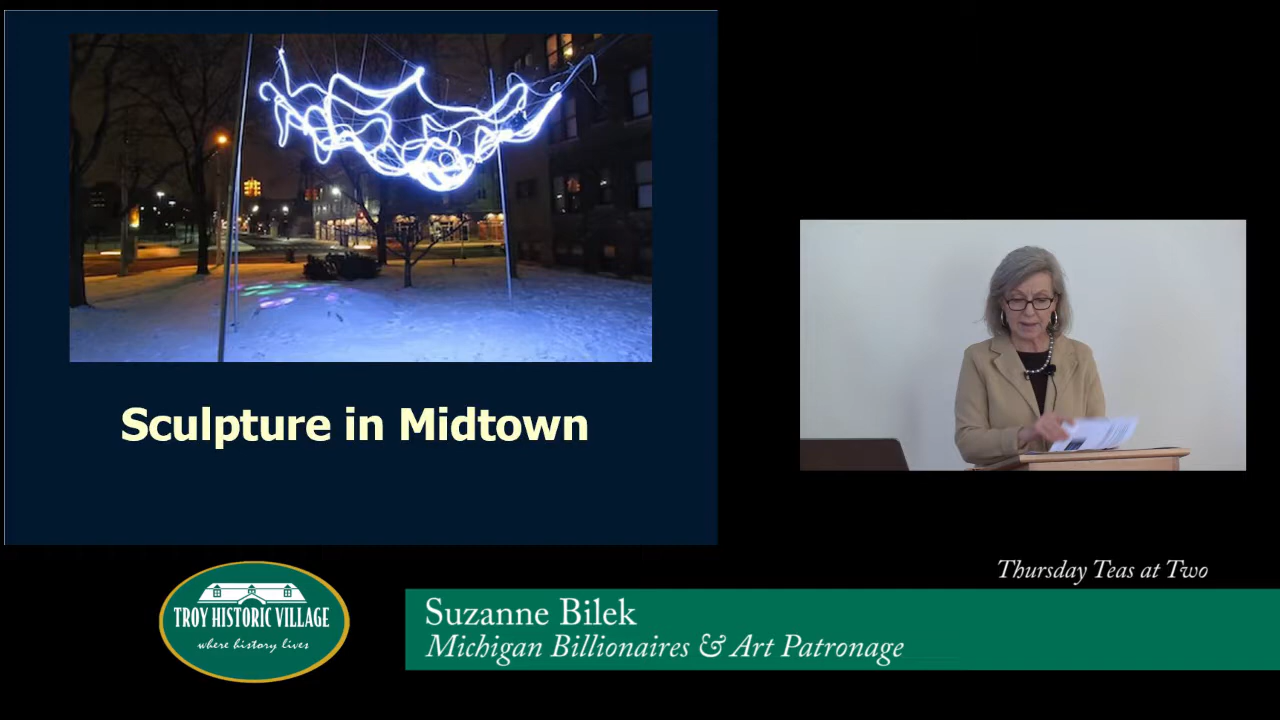 Sculpture in Midtown
Thursday Teas at Two
TROY HISTORIC VILLAGE
where history lives
Suzanne Bilek
Michigan Billionaires & Art Patronage